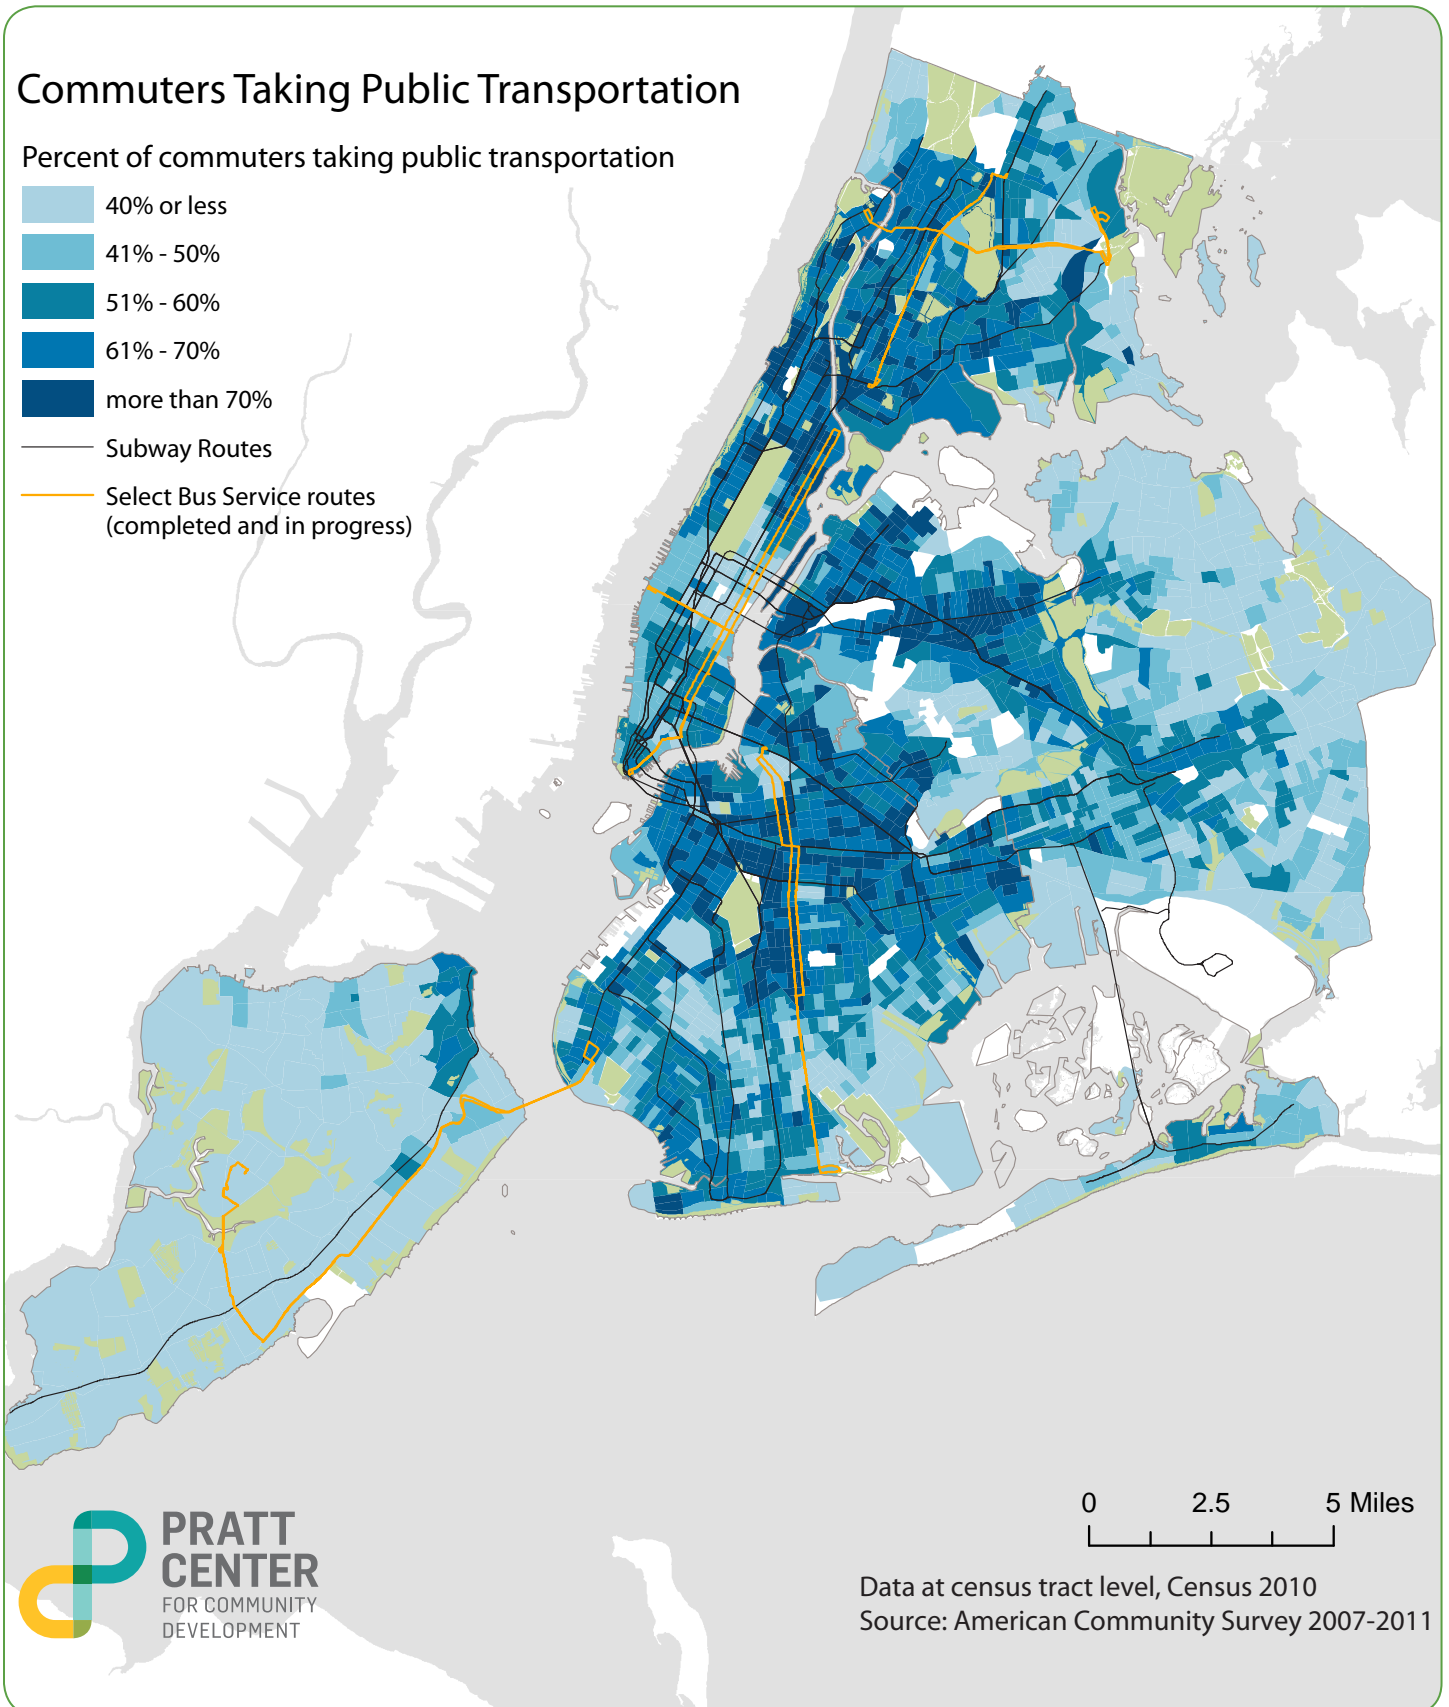 Commuters Taking Public Transportation
Percent of commuters taking public transportation
40% or less
41% - 50%
51% - 60%
61% - 70%
more than 70%
Subway Routes
Select Bus Service routes
(completed and in progress)
0 2.5 5 Miles
PRATT
CENTER
FOR COMMUNITY
DEVELOPMENT
Data at census tract level, Census 2010
Source: American Community Survey 2007-2011